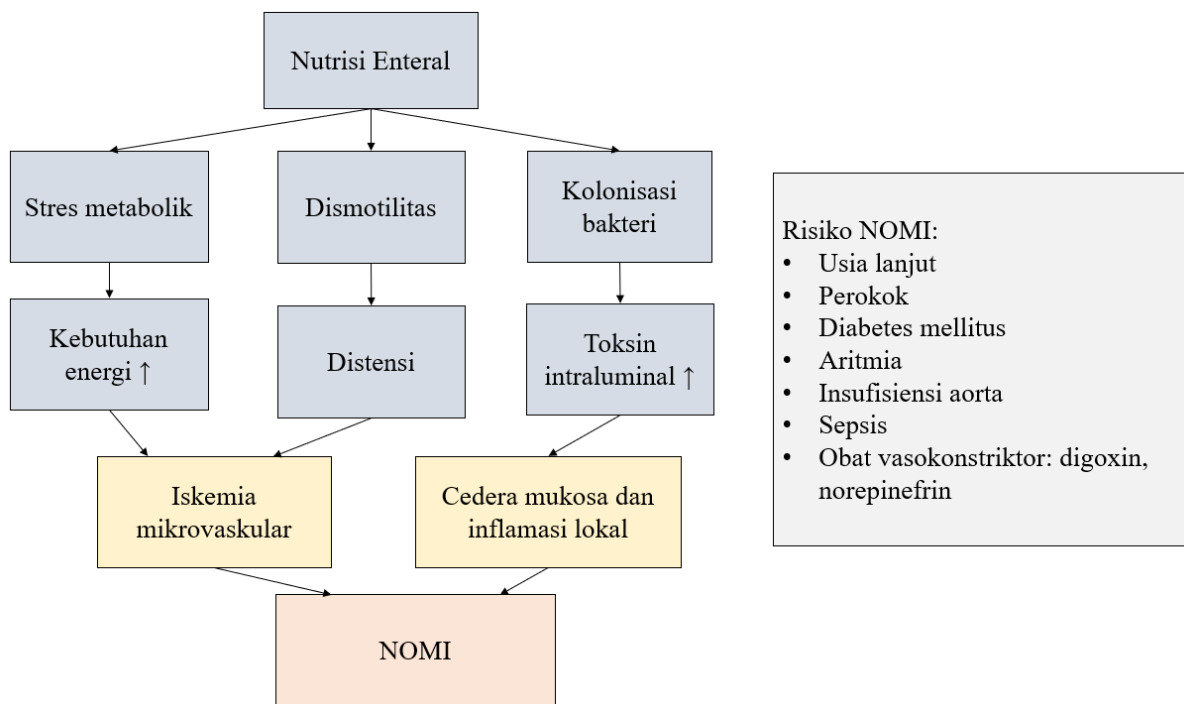 Nutrisi Enteral
Stres metabolik
Dismotilitas
Kolonisasi
bakteri
Kebutuhan
energi ↑
Distensi
Toksin
intraluminal ↑
Iskemia
mikrovaskular
Cedera mukosa dan
inflamasi lokal
NOMI
Risiko NOMI:
• Usia lanjut
• Perokok
• Diabetes mellitus
• Aritmia
• Insufisiensi aorta
• Sepsis
• Obat vasokonstriktor: digoxin,
norepinefrin